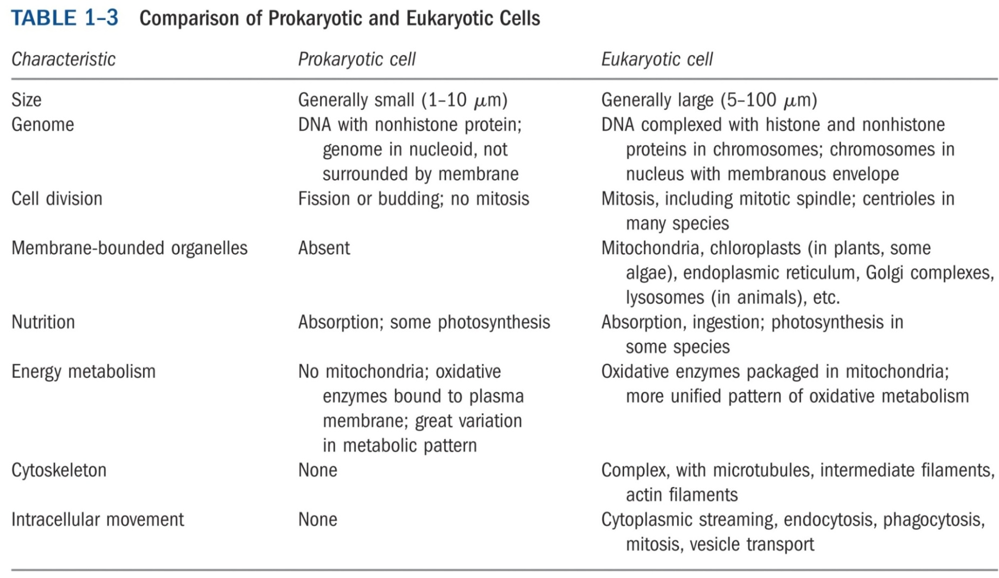 TABLE 1–3 Comparison of Prokaryotic and Eukaryotic Cells
Characteristic Prokaryotic cell Eukaryotic cell
Size Generally small (1–10 μm) Generally large (5–100 μm)
Genome DNA with nonhistone protein; DNA complexed with histone and nonhistone
genome in nucleoid, not proteins in chromosomes; chromosomes in
surrounded by membrane nucleus with membranous envelope
Cell division Fission or budding; no mitosis Mitosis, including mitotic spindle; centrioles in
many species
Membrane-bounded organelles Absent Mitochondria, chloroplasts (in plants, some
algae), endoplasmic reticulum, Golgi complexes,
lysosomes (in animals), etc.
Nutrition Absorption; some photosynthesis Absorption, ingestion; photosynthesis in
some species
Energy metabolism No mitochondria; oxidative Oxidative enzymes packaged in mitochondria;
enzymes bound to plasma more unified pattern of oxidative metabolism
membrane; great variation
in metabolic pattern
Cytoskeleton None Complex, with microtubules, intermediate filaments,
actin filaments
Intracellular movement None Cytoplasmic streaming, endocytosis, phagocytosis,
mitosis, vesicle transport